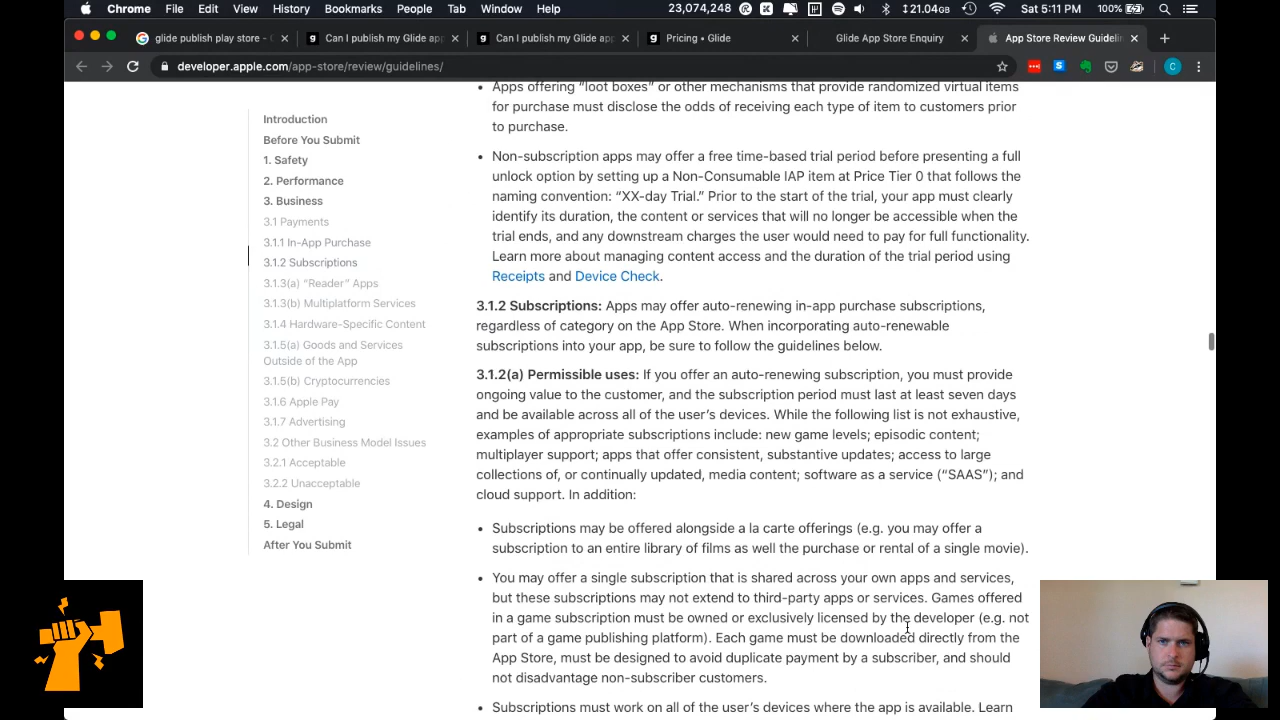 Chrome File Edit View History Bookmarks People Tab Window Help 23,074,248 21.04GB Sat 5:11 PM 100%
glide publish play store - G
Can I publish my Glide app
Can I publish my Glide app
Pricing • Glide
Glide App Store Enquiry
App Store Review Guidelin
developer.apple.com/app-store/review/guidelines/
Introduction
Before You Submit
1. Safety
2. Performance
3. Business
3.1 Payments
3.1.1 In-App Purchase
3.1.2 Subscriptions
3.1.3(a) “Reader” Apps
3.1.3(b) Multiplatform Services
3.1.4 Hardware-Specific Content
3.1.5(a) Goods and Services
Outside of the App
3.1.5(b) Cryptocurrencies
3.1.6 Apple Pay
3.1.7 Advertising
3.2 Other Business Model Issues
3.2.1 Acceptable
3.2.2 Unacceptable
4. Design
5. Legal
After You Submit
• Apps offering “loot boxes” or other mechanisms that provide randomized virtual items
for purchase must disclose the odds of receiving each type of item to customers prior
to purchase.
• Non-subscription apps may offer a free time-based trial period before presenting a full
unlock option by setting up a Non-Consumable IAP item at Price Tier 0 that follows the
naming convention: “XX-day Trial.” Prior to the start of the trial, your app must clearly
identify its duration, the content or services that will no longer be accessible when the
trial ends, and any downstream charges the user would need to pay for full functionality.
Learn more about managing content access and the duration of the trial period using
Receipts and Device Check.
3.1.2 Subscriptions: Apps may offer auto-renewing in-app purchase subscriptions,
regardless of category on the App Store. When incorporating auto-renewable
subscriptions into your app, be sure to follow the guidelines below.
3.1.2(a) Permissible uses: If you offer an auto-renewing subscription, you must provide
ongoing value to the customer, and the subscription period must last at least seven days
and be available across all of the user’s devices. While the following list is not exhaustive,
examples of appropriate subscriptions include: new game levels; episodic content;
multiplayer support; apps that offer consistent, substantive updates; access to large
collections of, or continually updated, media content; software as a service (“SAAS”); and
cloud support. In addition:
• Subscriptions may be offered alongside a la carte offerings (e.g. you may offer a
subscription to an entire library of films as well the purchase or rental of a single movie).
• You may offer a single subscription that is shared across your own apps and services,
but these subscriptions may not extend to third-party apps or services. Games offered
in a game subscription must be owned or exclusively licensed by the developer (e.g. not
part of a game publishing platform). Each game must be downloaded directly from the
App Store, must be designed to avoid duplicate payment by a subscriber, and should
not disadvantage non-subscriber customers.
• Subscriptions must work on all of the user’s devices where the app is available. Learn